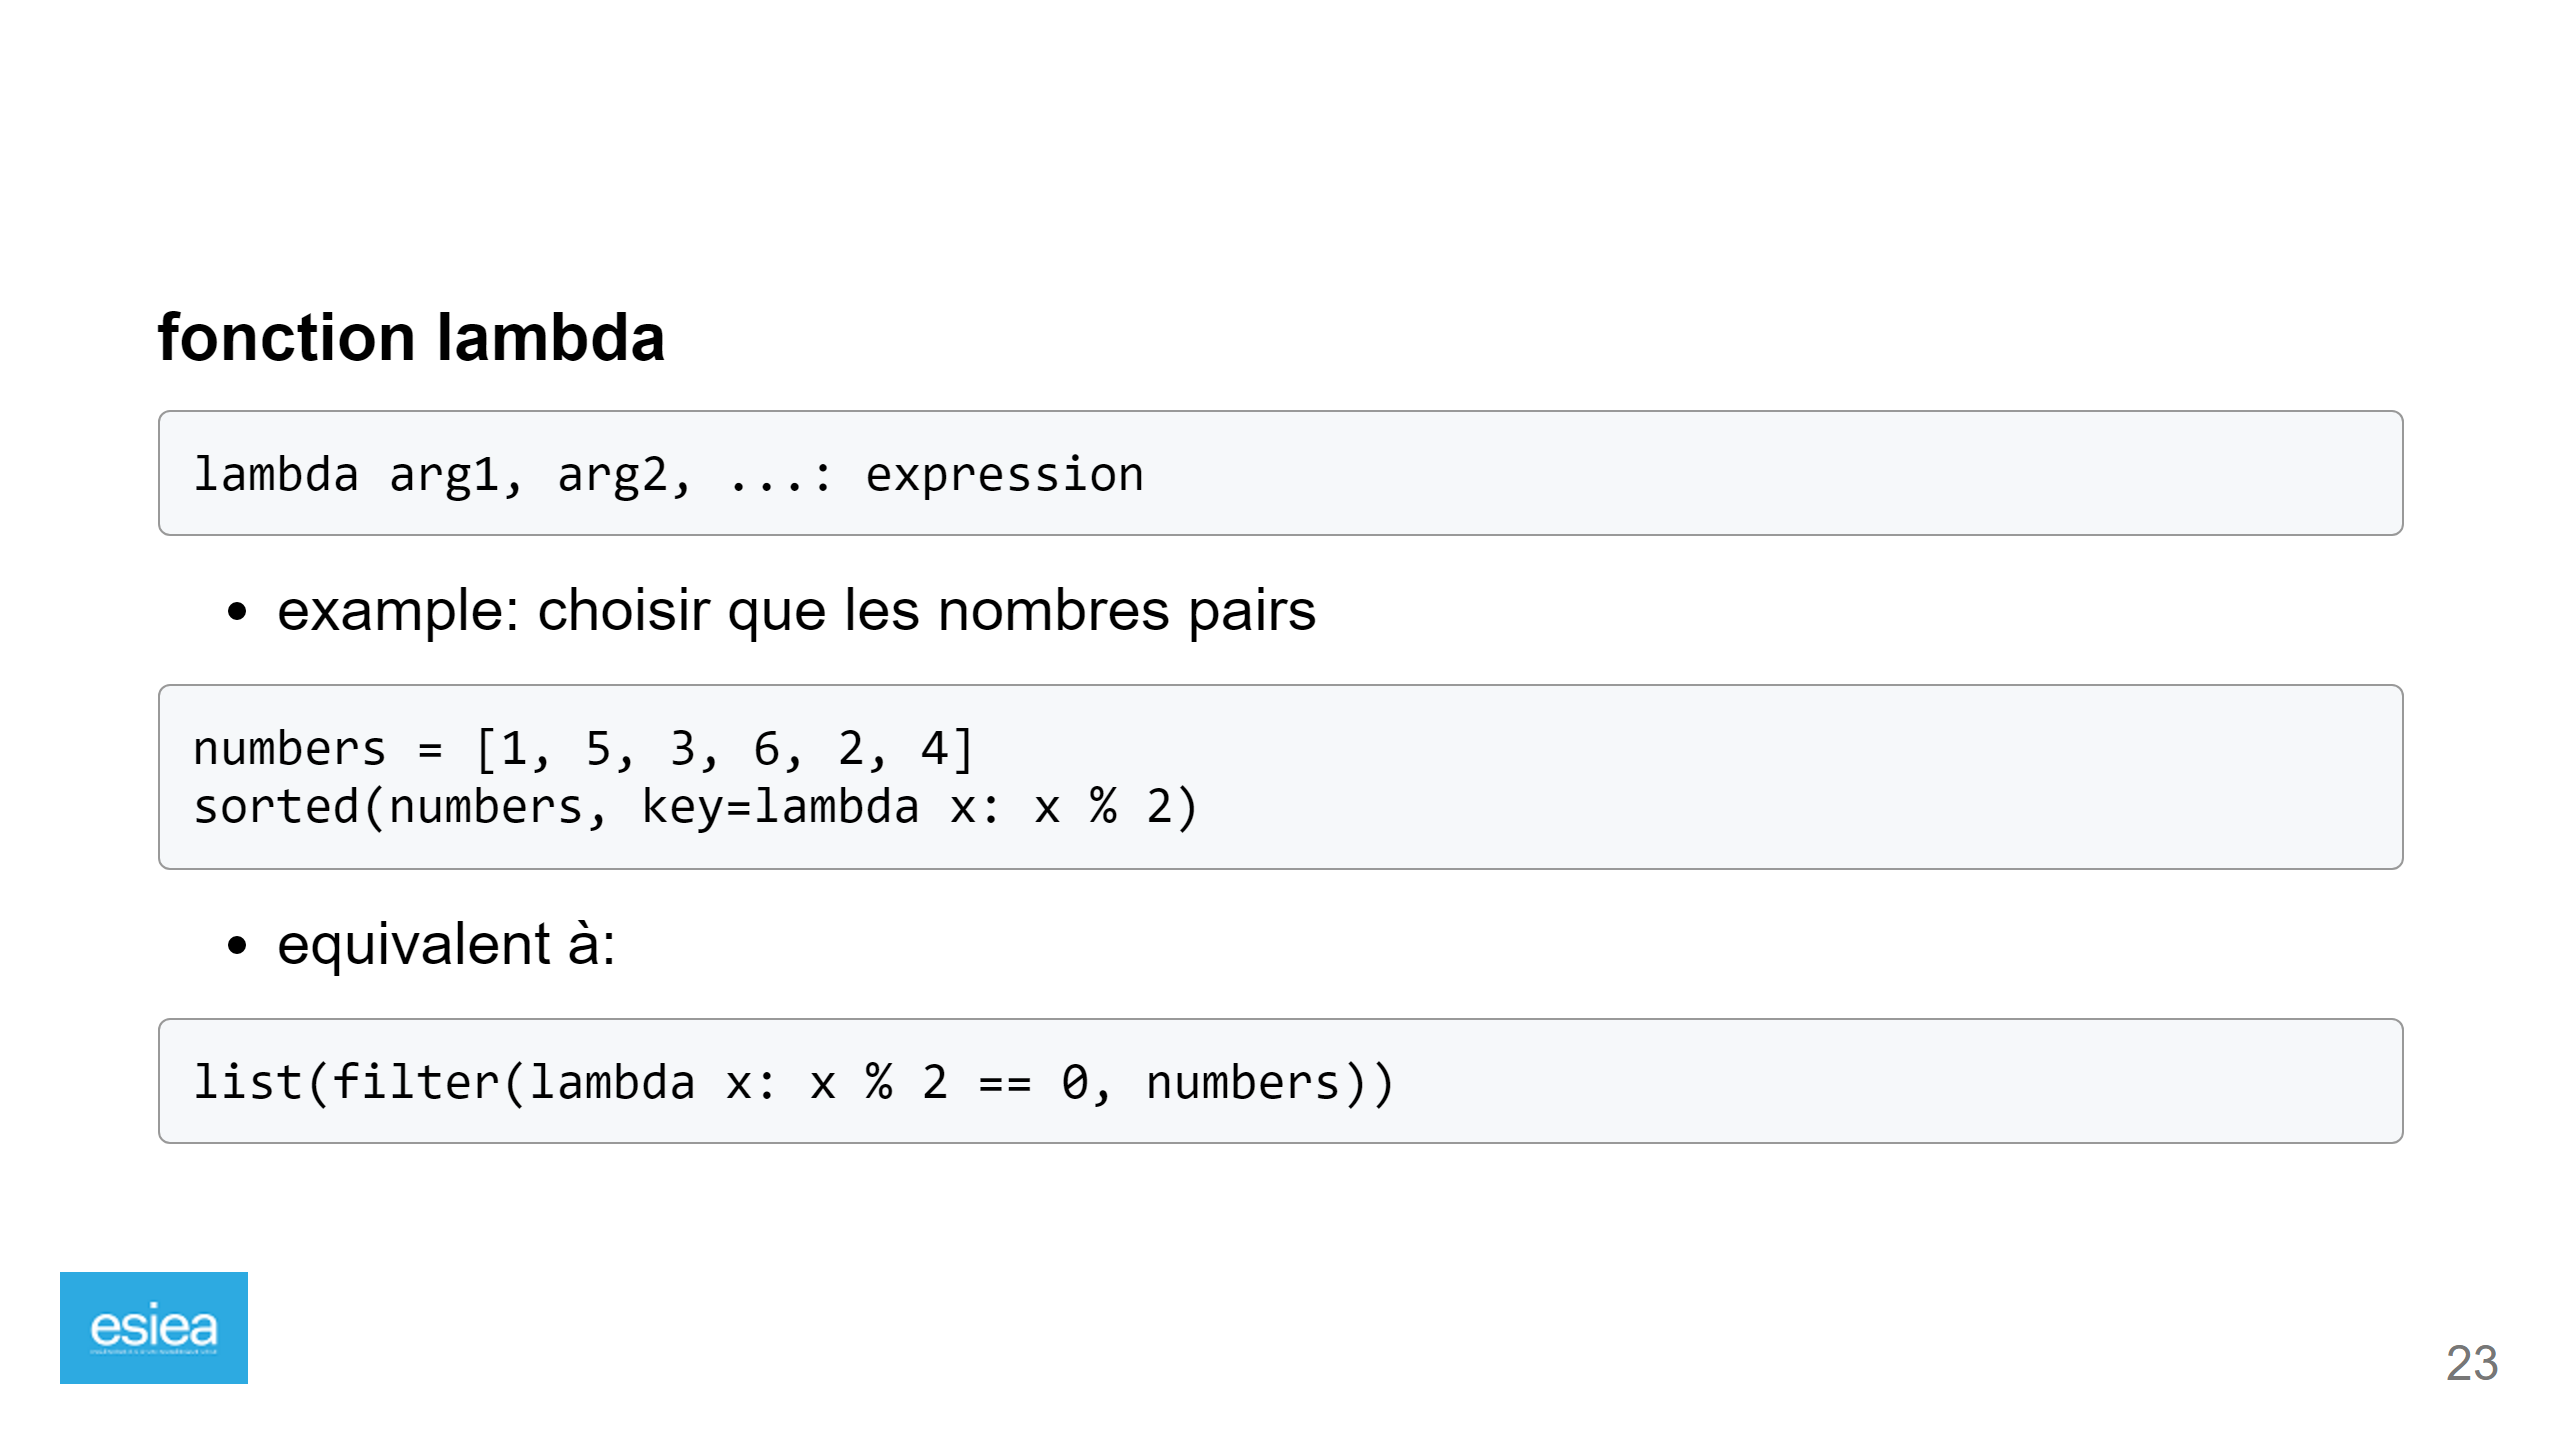 fonction lambda
lambda arg1, arg2, ...: expression
• example: choisir que les nombres pairs
numbers = [1, 5, 3, 6, 2, 4]
sorted(numbers, key=lambda x: x % 2)
• equivalent à:
list(filter(lambda x: x % 2 == 0, numbers))
esiea
23